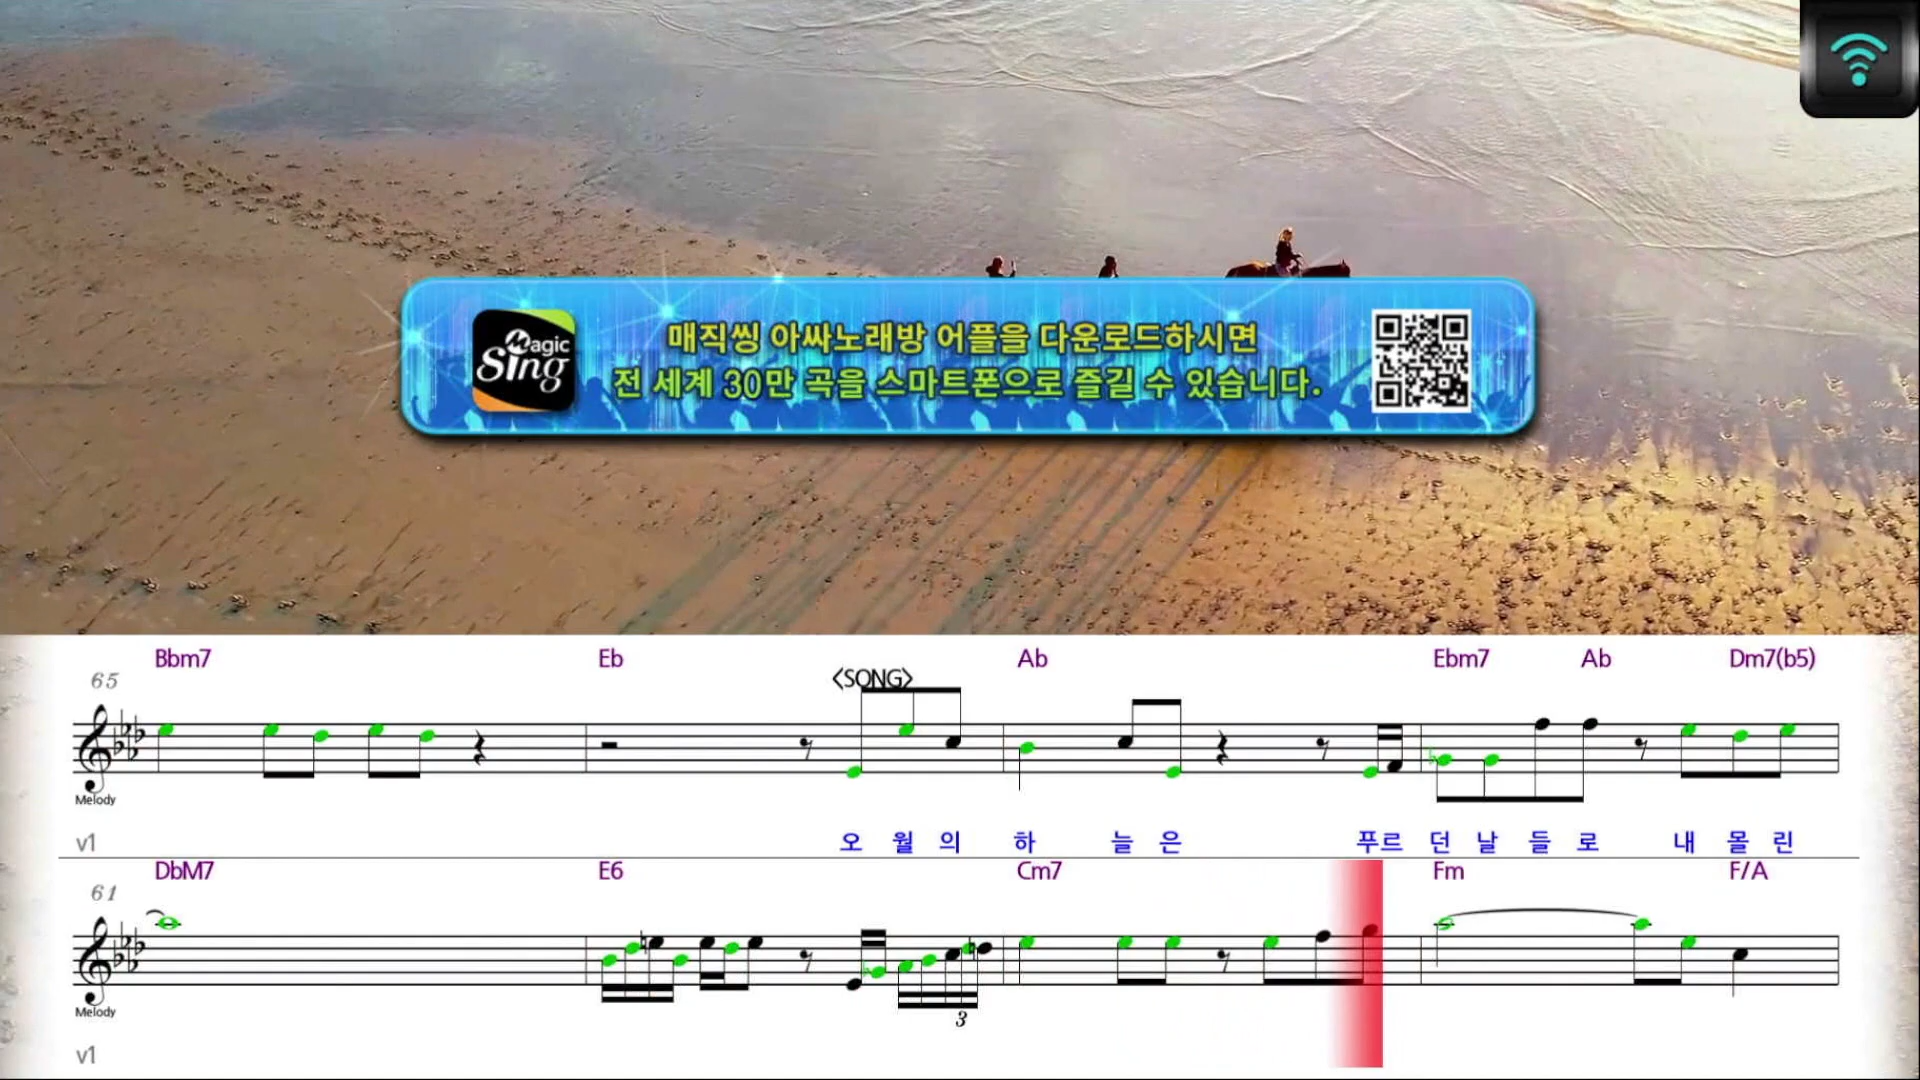 Magic
Sing
매직씽 아싸노래방 어플을 다운로드하시면
전 세계 30만 곡을 스마트폰으로 즐길 수 있습니다.
Bbm7 Eb Ab Ebm7 Ab Dm7(b5)
65 <SONG>
Melody
v1 오 월 의 하 늘 은 푸르 던 날 들 로 내 몰 린
DbM7 E6 Cm7 Fm F/A
61
3
Melody
v1